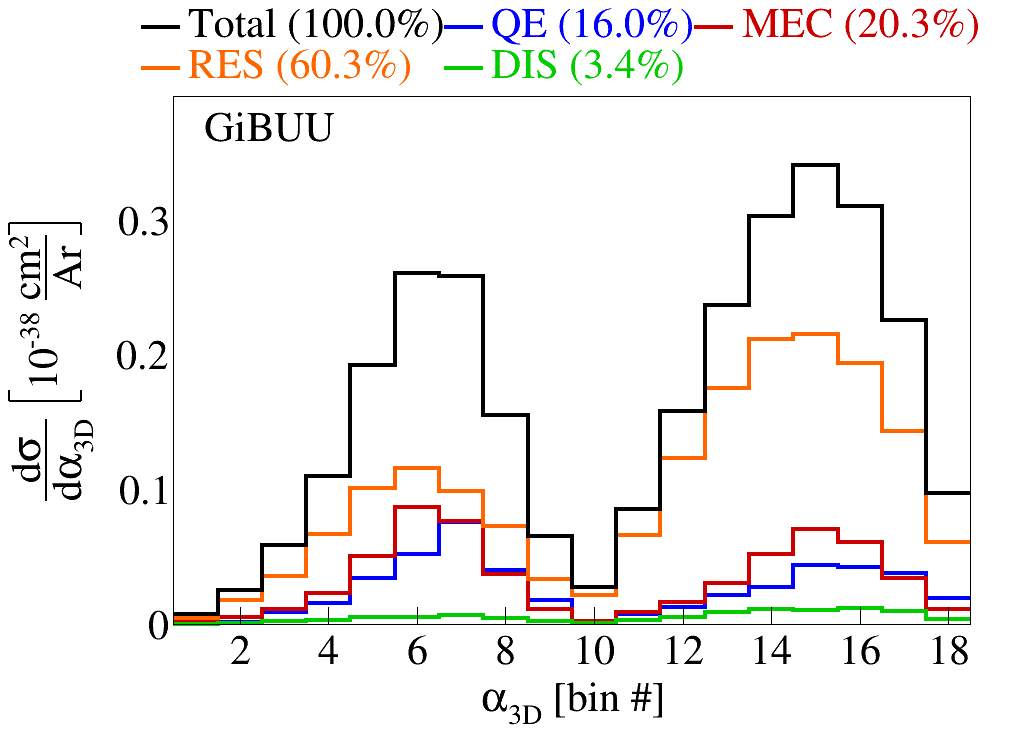 Total (100.0%) QE (16.0%) MEC (20.3%)
RES (60.3%) DIS (3.4%)
GiBUU
dσ/dα3D [10-38 cm2/Ar]
0.3
0.2
0.1
0
2 4 6 8 10 12 14 16 18
α3D [bin #]